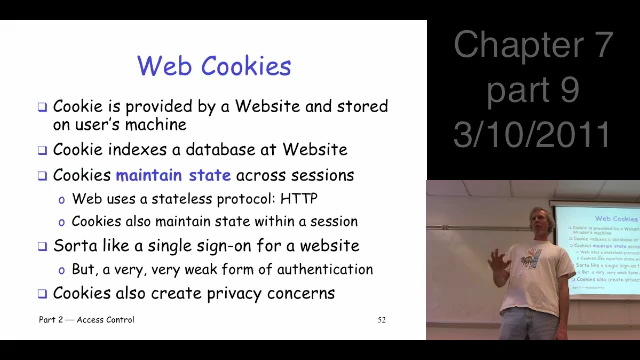 Web Cookies
Cookie is provided by a Website and stored
on user's machine
Cookie indexes a database at Website
Cookies maintain state across sessions
Web uses a stateless protocol: HTTP
Cookies also maintain state within a session
Sorta like a single sign-on for a website
But, a very, very weak form of authentication
Cookies also create privacy concerns
Part 2 — Access Control
52
Chapter 7
part 9
3/10/2011
Web Cookies